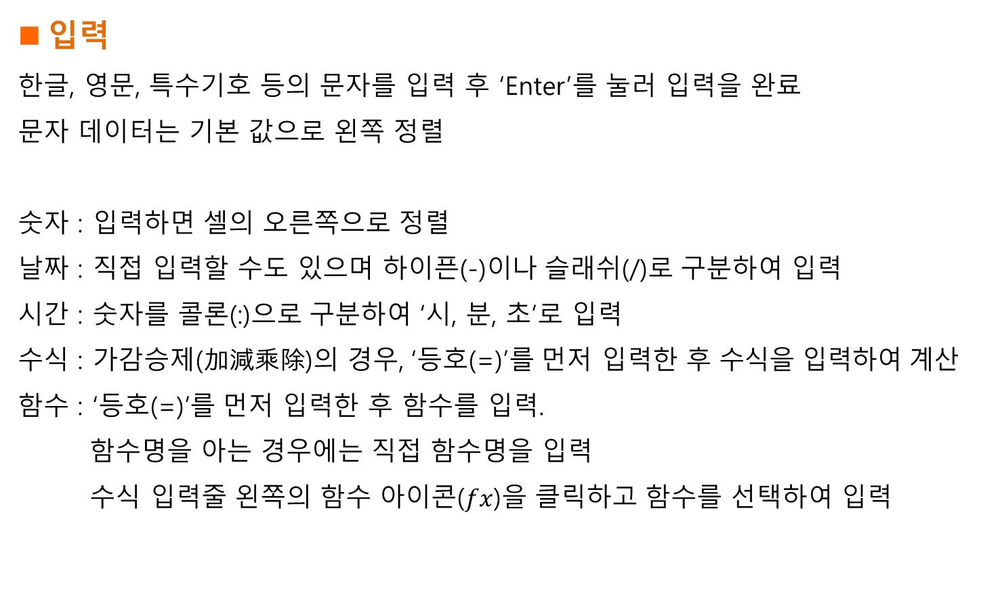 ■ 입력
한글, 영문, 특수기호 등의 문자를 입력 후 ‘Enter‘를 눌러 입력을 완료
문자 데이터는 기본 값으로 왼쪽 정렬
숫자 : 입력하면 셀의 오른쪽으로 정렬
날짜 : 직접 입력할 수도 있으며 하이픈(-)이나 슬래쉬(/)로 구분하여 입력
시간 : 숫자를 콜론(:)으로 구분하여 ‘시, 분, 초‘로 입력
수식 : 가감승제(加減乘除)의 경우, ‘등호(=)‘를 먼저 입력한 후 수식을 입력하여 계산
함수 : ‘등호(=)‘를 먼저 입력한 후 함수를 입력.
함수명을 아는 경우에는 직접 함수명을 입력
수식 입력줄 왼쪽의 함수 아이콘(𝑓𝑥)을 클릭하고 함수를 선택하여 입력